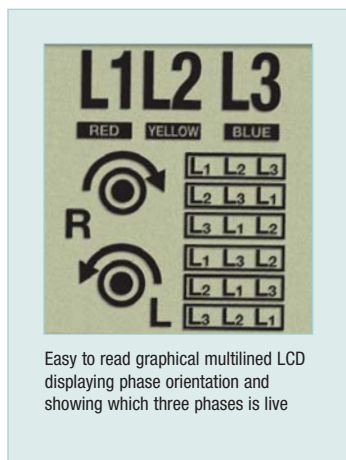 L1 L2 L3
RED YELLOW BLUE
L1 L2 L3
L2 L3 L1
R
L3 L1 L2
L1 L3 L2
L2 L1 L3
L
L3 L2 L1
Easy to read graphical multilined LCD
displaying phase orientation and
showing which three phases is live